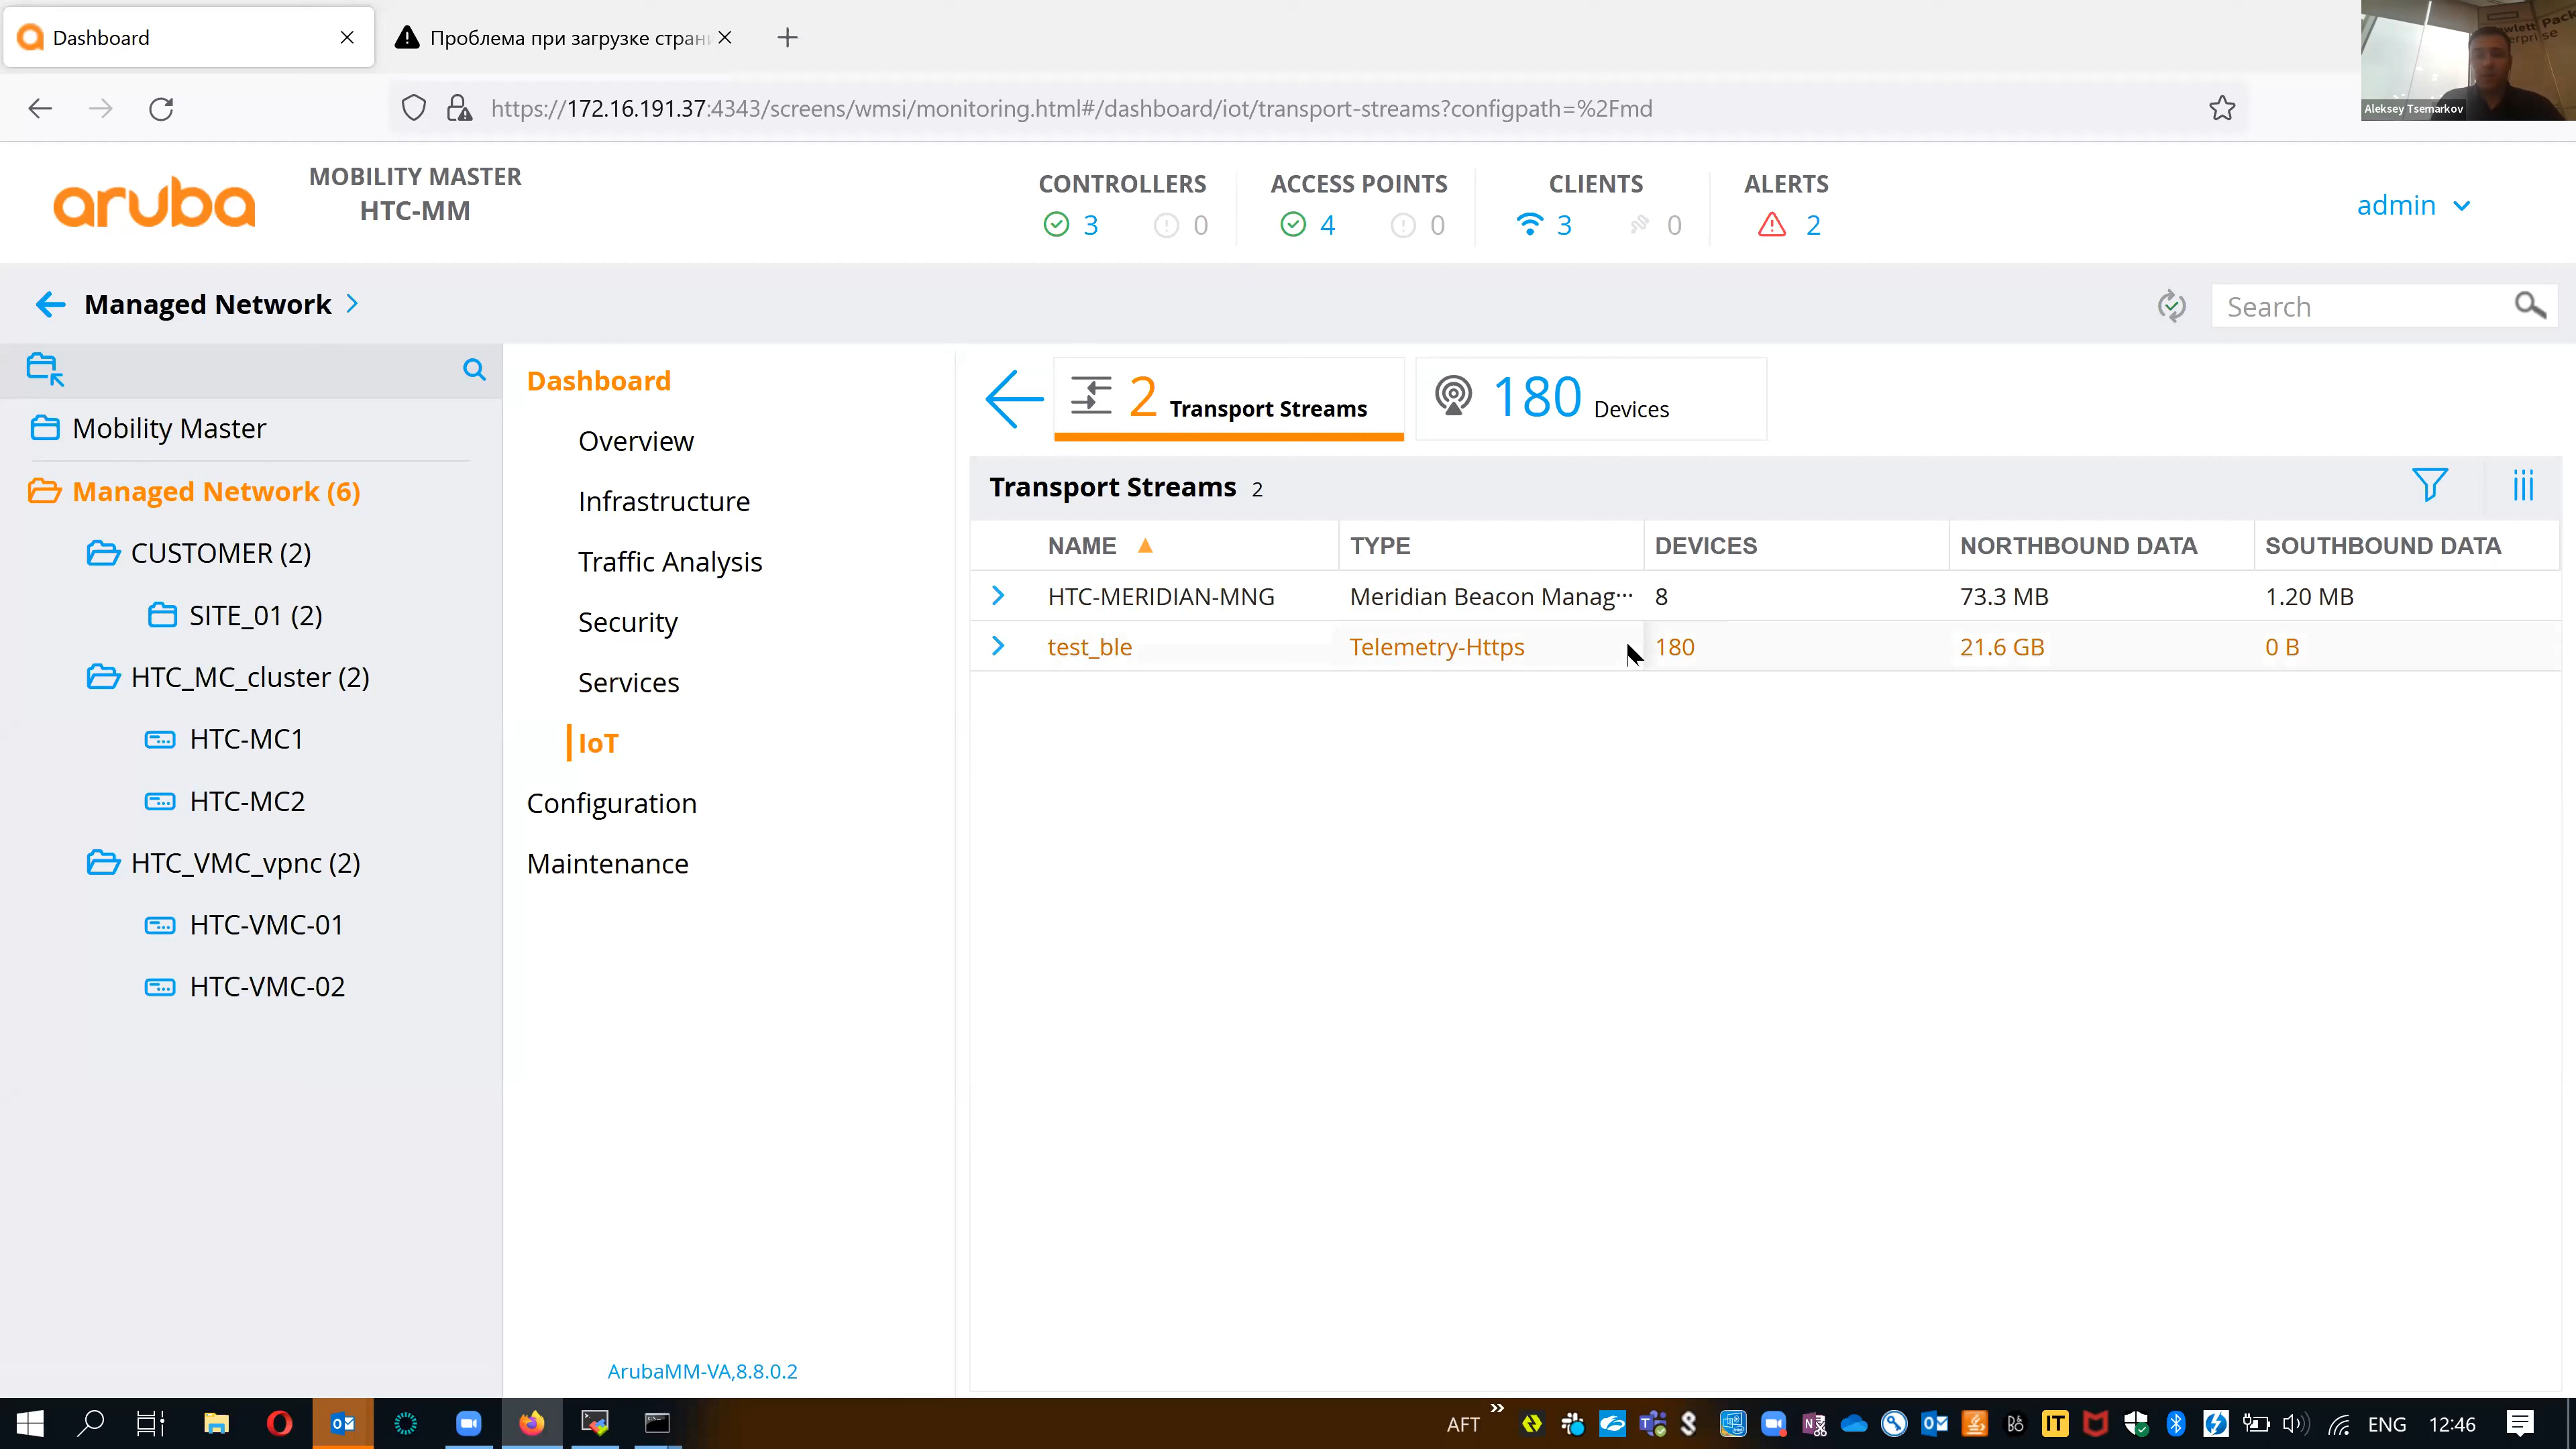 Dashboard
Проблема при загрузке стран
https://172.16.191.37:4343/screens/wmsi/monitoring.html#/dashboard/iot/transport-streams?configpath=%2Fmd
Aleksey Tsemarkov
aruba
MOBILITY MASTER
HTC-MM
CONTROLLERS
3 0
ACCESS POINTS
4 0
CLIENTS
3 0
ALERTS
2
admin
Managed Network
Search
Mobility Master
Managed Network (6)
CUSTOMER (2)
SITE_01 (2)
HTC_MC_cluster (2)
HTC-MC1
HTC-MC2
HTC_VMC_vpnc (2)
HTC-VMC-01
HTC-VMC-02
Dashboard
Overview
Infrastructure
Traffic Analysis
Security
Services
IoT
Configuration
Maintenance
ArubaMM-VA,8.8.0.2
2 Transport Streams
180 Devices
Transport Streams 2
NAME TYPE DEVICES NORTHBOUND DATA SOUTHBOUND DATA
HTC-MERIDIAN-MNG Meridian Beacon Manag... 8 73.3 MB 1.20 MB
test_ble Telemetry-Https 180 21.6 GB 0 B
AFT
IT
ENG
12:46